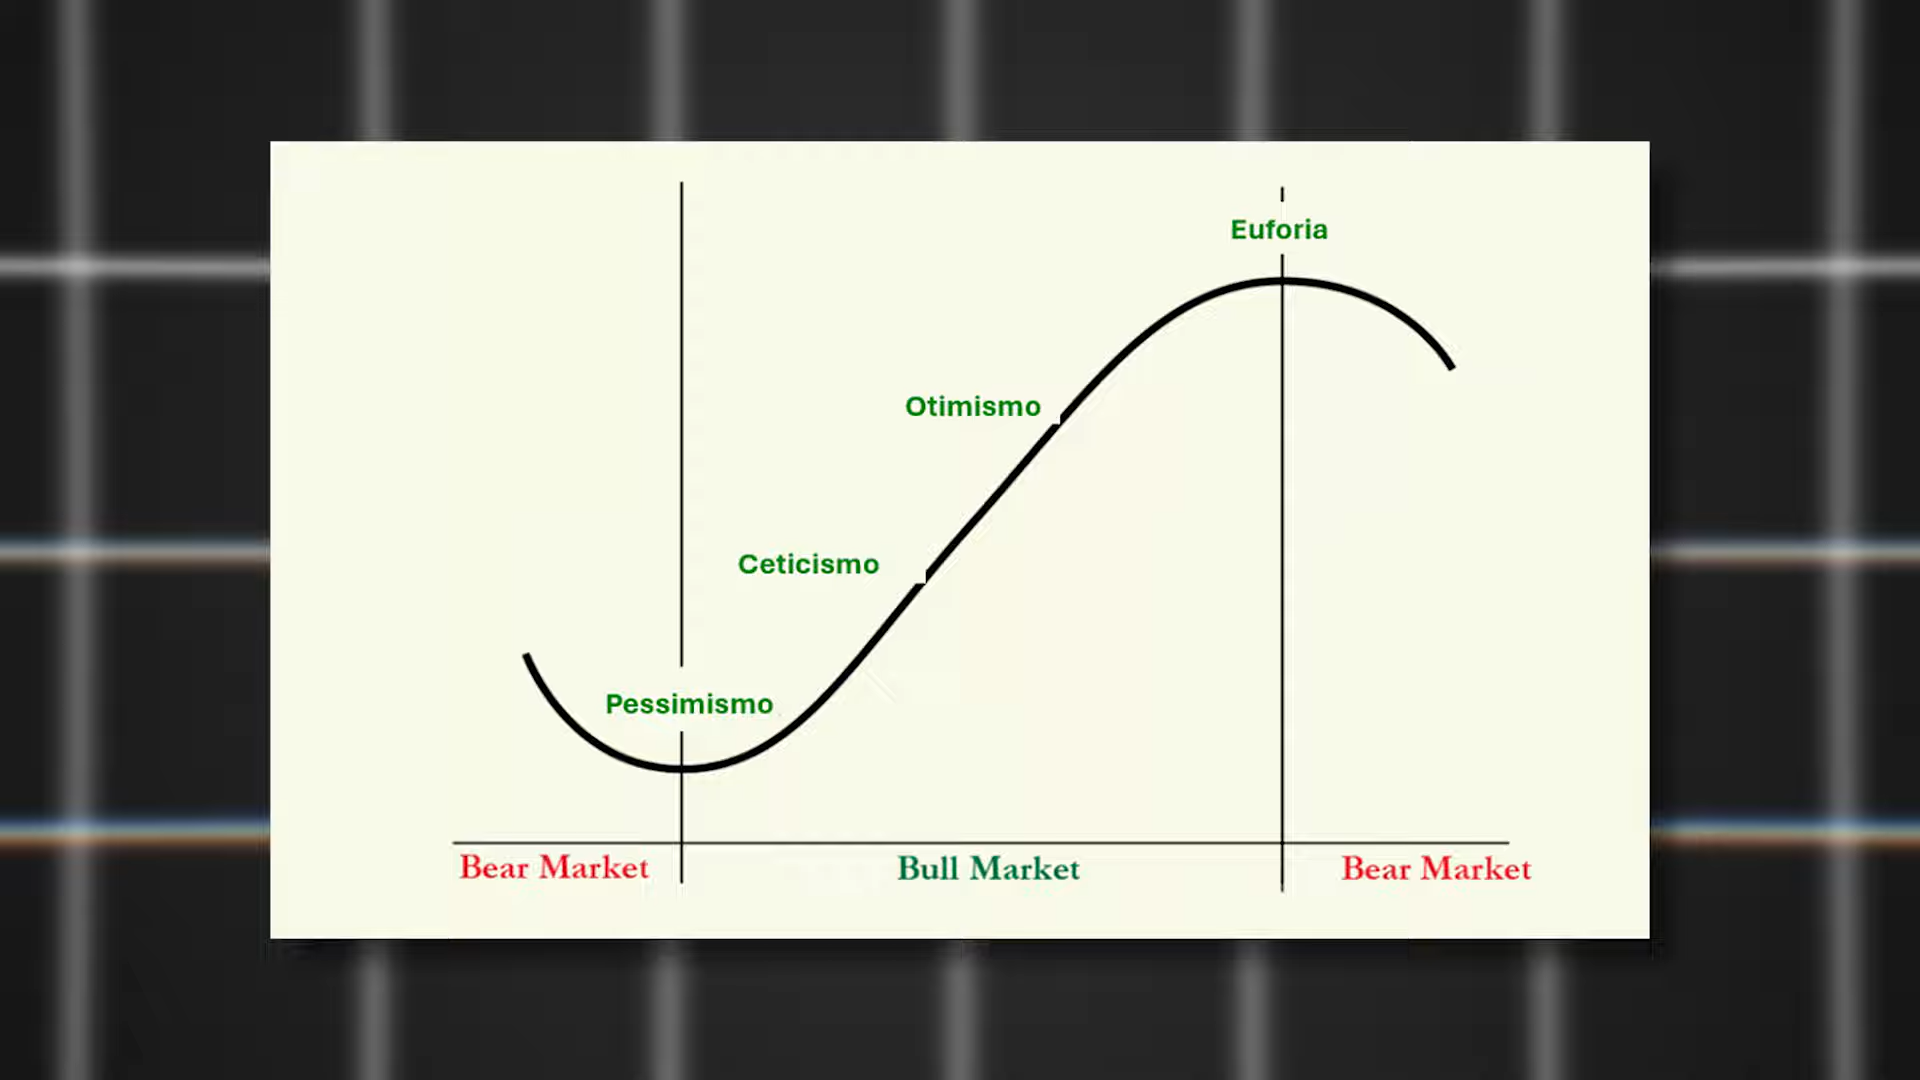 Euforia
Otimismo
Ceticismo
Pessimismo
Bear Market
Bull Market
Bear Market